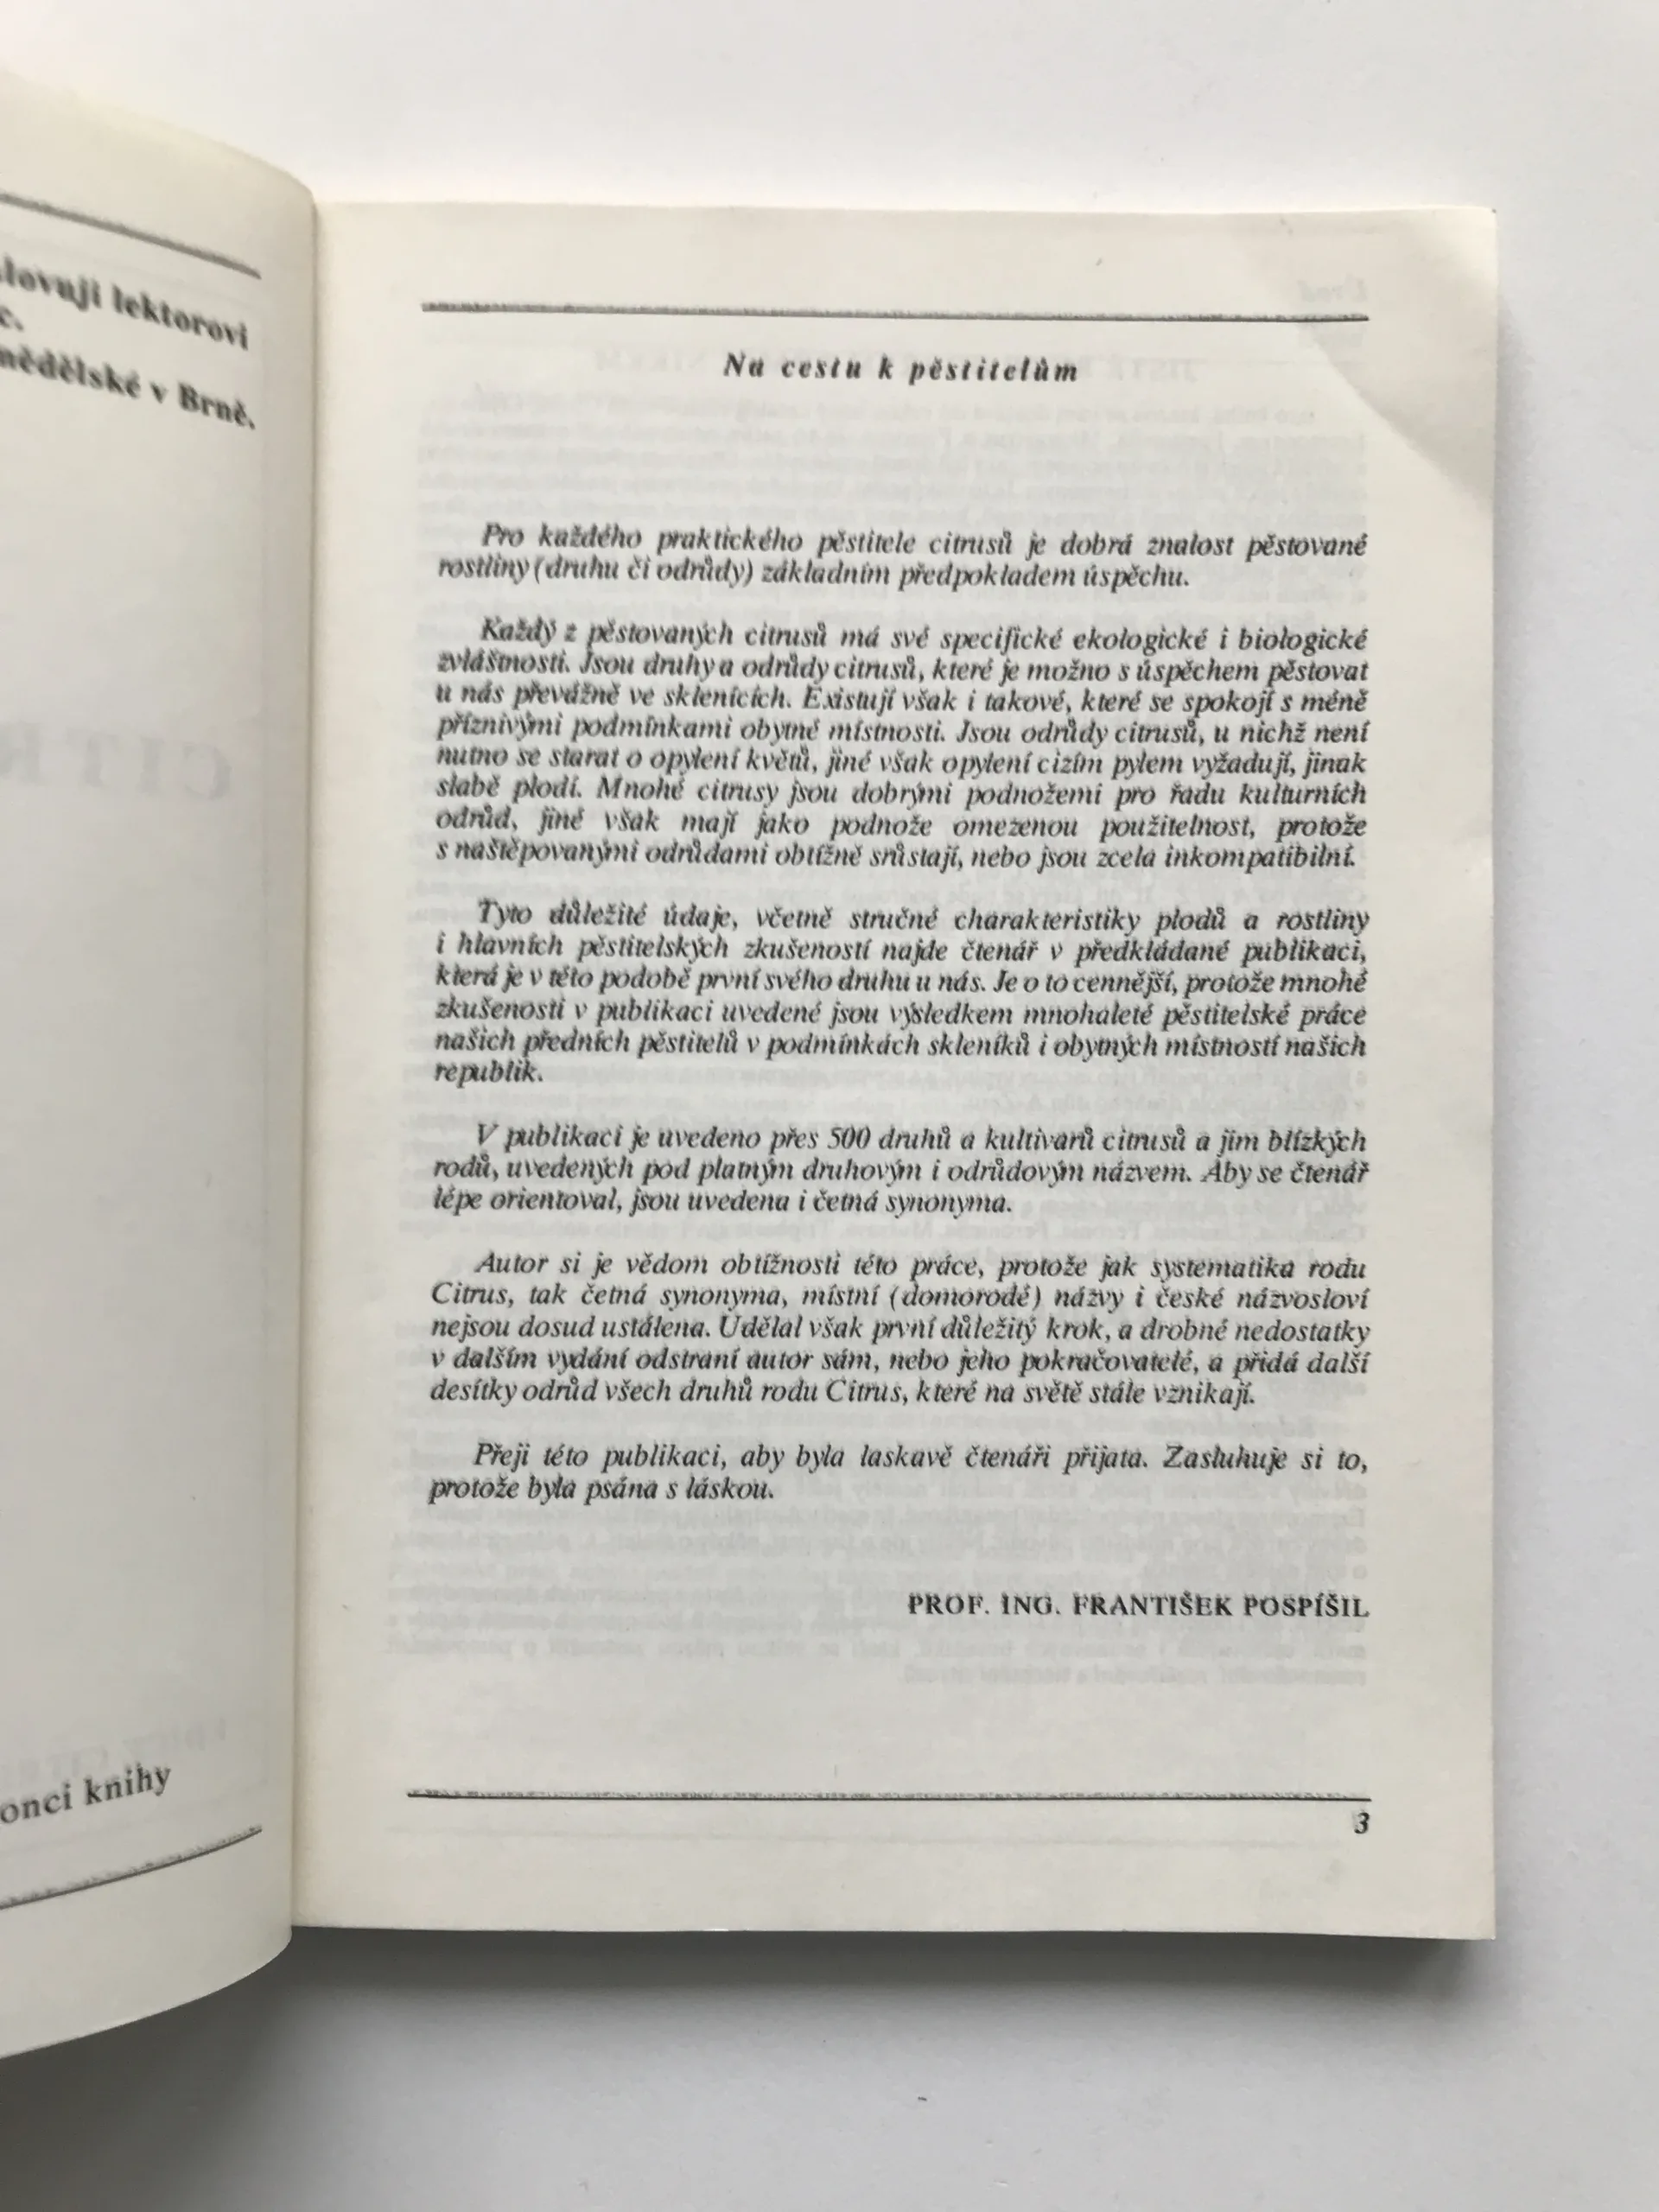 slovuji lektorovi
c.
mědělské v Brně.
onci knihy
Na cestu k pěstitelům
Pro každého praktického pěstitele citrusů je dobrá znalost pěstované
rostliny (druhu či odrůdy) základním předpokladem úspěchu.
Každý z pěstovaných citrusů má své specifické ekologické i biologické
zvláštnosti. Jsou druhy a odrůdy citrusů, které je možno s úspěchem pěstovat
u nás převážně ve sklenících. Existují však i takové, které se spokojí s méně
příznivými podmínkami obytné místnosti. Jsou odrůdy citrusů, u nichž není
nutno se starat o opylení květů, jiné však opylení cizím pylem vyžadují, jinak
slabě plodí. Mnohé citrusy jsou dobrými podnožemi pro řadu kulturních
odrůd, jiné však mají jako podnože omezenou použitelnost, protože
s naštěpovanými odrůdami obtížně srůstají, nebo jsou zcela inkompatibilní.
Tyto důležité údaje, včetně stručné charakteristiky plodů a rostliny
i hlavních pěstitelských zkušeností najde čtenář v předkládané publikaci,
která je v této podobě první svého druhu u nás. Je o to cennější, protože mnohé
zkušenosti v publikaci uvedené jsou výsledkem mnohaleté pěstitelské práce
našich předních pěstitelů v podmínkách skleníků i obytných místností našich
republik.
V publikaci je uvedeno přes 500 druhů a kultivarů citrusů a jim blízkých
rodů, uvedených pod platným druhovým i odrůdovým názvem. Aby se čtenář
lépe orientoval, jsou uvedena i četná synonyma.
Autor si je vědom obtížnosti této práce, protože jak systematika rodu
Citrus, tak četná synonyma, místní (domorodé) názvy i české názvosloví
nejsou dosud ustálena. Udělal však první důležitý krok, a drobné nedostatky
v dalším vydání odstraní autor sám, nebo jeho pokračovatelé, a přidá další
desítky odrůd všech druhů rodu Citrus, které na světě stále vznikají.
Přeji této publikaci, aby byla laskavě čtenáři přijata. Zasluhuje si to,
protože byla psána s láskou.
PROF. ING. FRANTIŠEK POSPÍŠIL
3